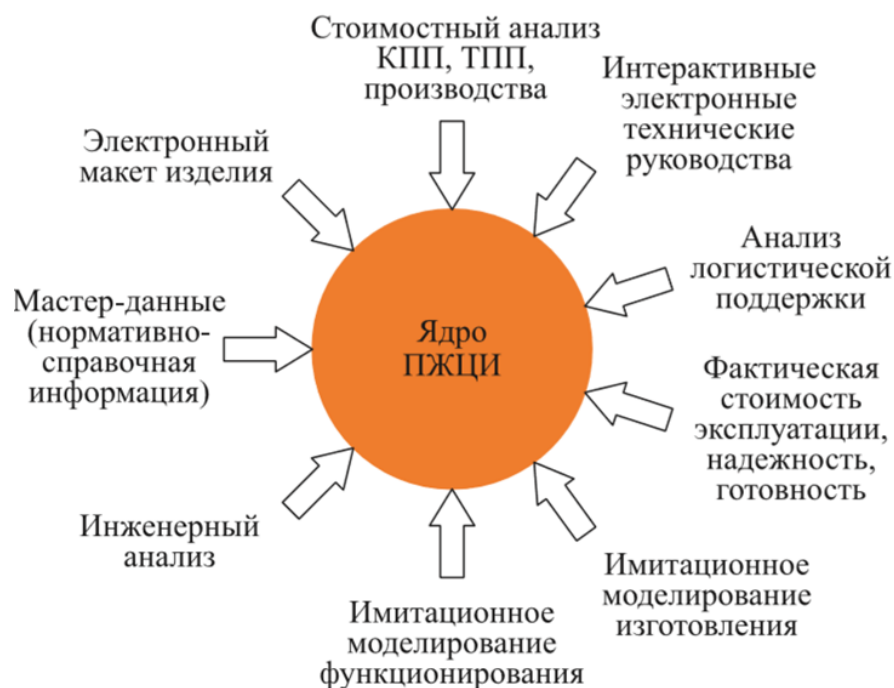 Стоимостный анализ
КПП, ТПП,
производства
Интерактивные
электронные
технические
руководства
Электронный
макет изделия
Анализ
логистической
поддержки
Мастер-данные
(нормативно-
справочная
информация)
Ядро
ПЖЦИ
Фактическая
стоимость
эксплуатации,
надежность,
готовность
Инженерный
анализ
Имитационное
моделирование
изготовления
Имитационное
моделирование
функционирования